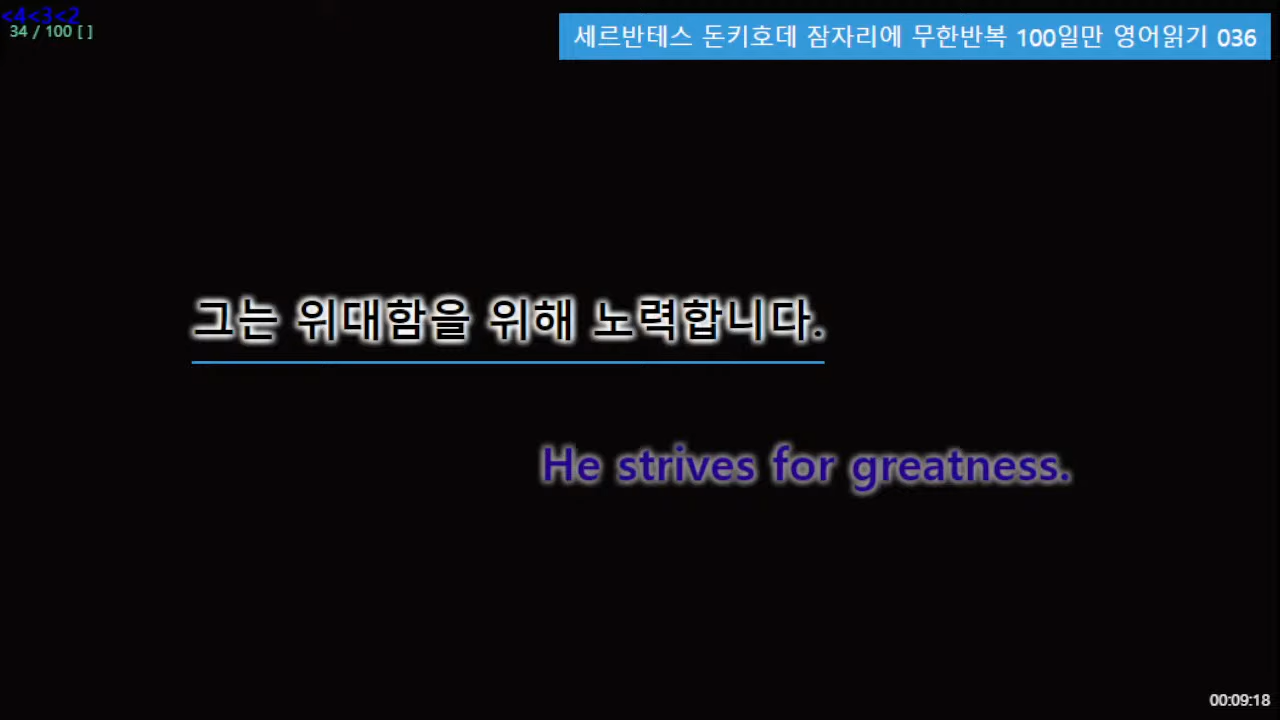 <4<3<2
34 / 100 [ ]
세르반테스 돈키호데 잠자리에 무한반복 100일만 영어읽기 036
그는 위대함을 위해 노력합니다.
He strives for greatness.
00:09:18